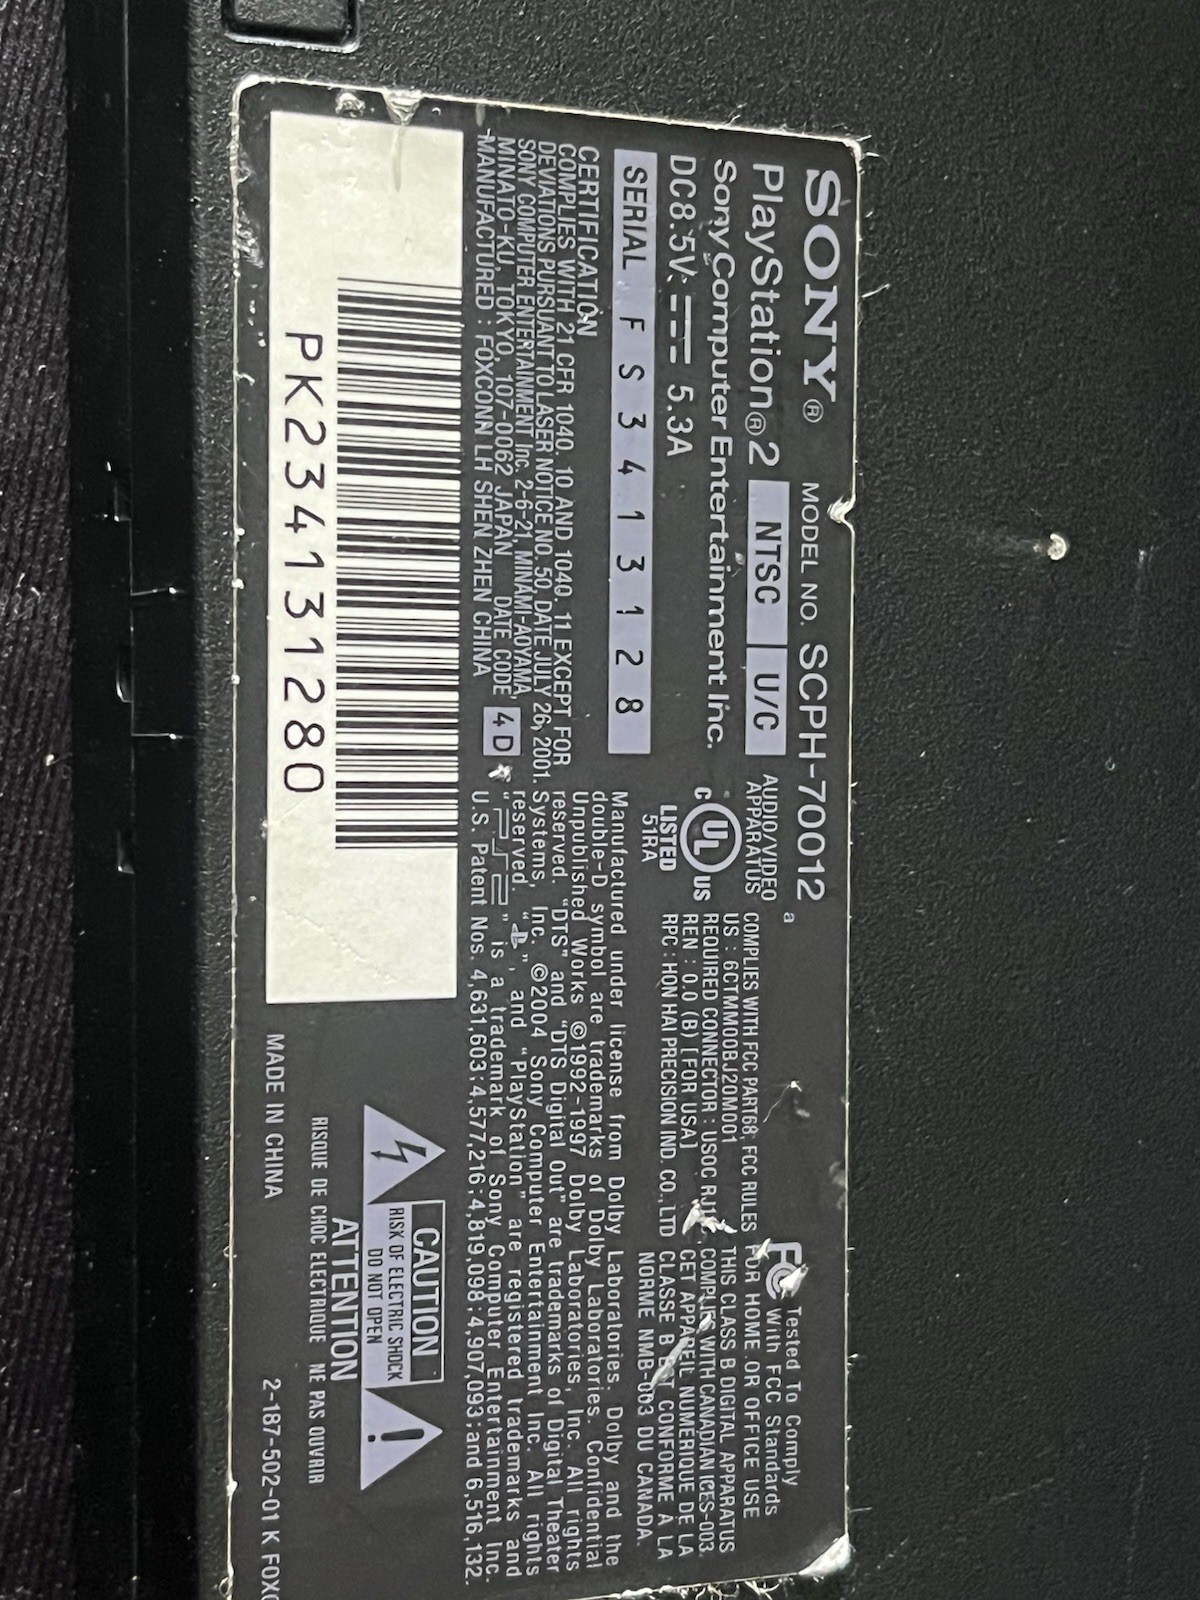 SONY® MODEL NO. SCPH-70012 a
PlayStation®2 NTSC U/C
Sony Computer Entertainment Inc.
DC8.5V 5.3A
SERIAL FS3413128
CERTIFICATION
COMPLIES WITH 21 CFR 1040. 10 AND 1040. 11 EXCEPT FOR
DEVATIONS PURSUANT TO LASER NOTICE NO. 50, DATE JULY 26, 2001.
SONY COMPUTER ENTERTAINMENT Inc. 2-6-21, MINAMI-AOYAMA,
MINATO-KU, TOKYO, 107-0062 JAPAN DATE CODE 4D
MANUFACTURED : FOXCONN LH SHEN ZHEN CHINA
PK23413131280
AUDIO/VIDEO
APPARATUS
C UL US
LISTED
51RA
COMPLIES WITH FCC PART68, FCC RULES
US : 6CTMM00BJ20M001
REQUIRED CONNECTOR : USOC
REN : 0.0 (B) [FOR USA]
RPC : HON HAI PRECISION IND. CO.,LTD
FC Tested To Comply
With FCC Standards
FOR HOME OR OFFICE USE
THIS CLASS B DIGITAL APPARATUS
COMPLIES WITH CANADIAN ICES-003.
CET APPAREIL NUMÉRIQUE DE LA
CLASSE B EST CONFORME À LA
NORME NMB-003 DU CANADA.
Manufactured under license from Dolby Laboratories. Dolby and the
double-D symbol are trademarks of Dolby Laboratories. Confidential
Unpublished Works ©1992-1997 Dolby Laboratories, Inc. All rights
reserved. "DTS" and "DTS Digital Out" are trademarks of Digital Theater
Systems, Inc. ©2004 Sony Computer Entertainment Inc. All rights
reserved. " ", and "PlayStation" are registered trademarks and
"PS2" is a trademark of Sony Computer Entertainment Inc.
U.S. Patent Nos. 4,631,603;4,577,216;4,819,098;4,907,093;and 6,516,132.
CAUTION
RISK OF ELECTRIC SHOCK
DO NOT OPEN
ATTENTION
RISQUE DE CHOC ELECTRIQUE NE PAS OUVRIR
MADE IN CHINA
2-187-502-01 K